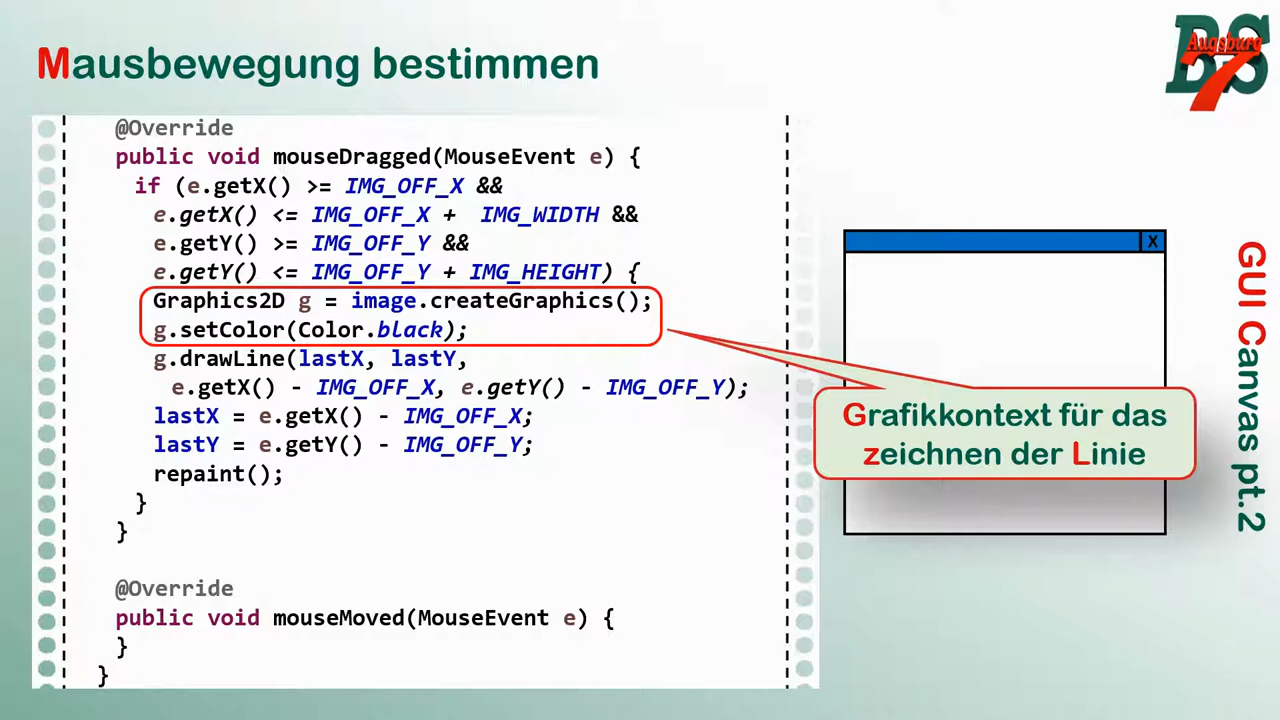 Mausbewegung bestimmen
BS
Augsburg
7
@Override
public void mouseDragged(MouseEvent e) {
if (e.getX() >= IMG_OFF_X &&
e.getX() <= IMG_OFF_X + IMG_WIDTH &&
e.getY() >= IMG_OFF_Y &&
e.getY() <= IMG_OFF_Y + IMG_HEIGHT) {
Graphics2D g = image.createGraphics();
g.setColor(Color.black);
g.drawLine(lastX, lastY,
e.getX() - IMG_OFF_X, e.getY() - IMG_OFF_Y);
lastX = e.getX() - IMG_OFF_X;
lastY = e.getY() - IMG_OFF_Y;
repaint();
}
}
@Override
public void mouseMoved(MouseEvent e) {
}
}
X
Grafikkontext für das
zeichnen der Linie
GUI Canvas pt.2